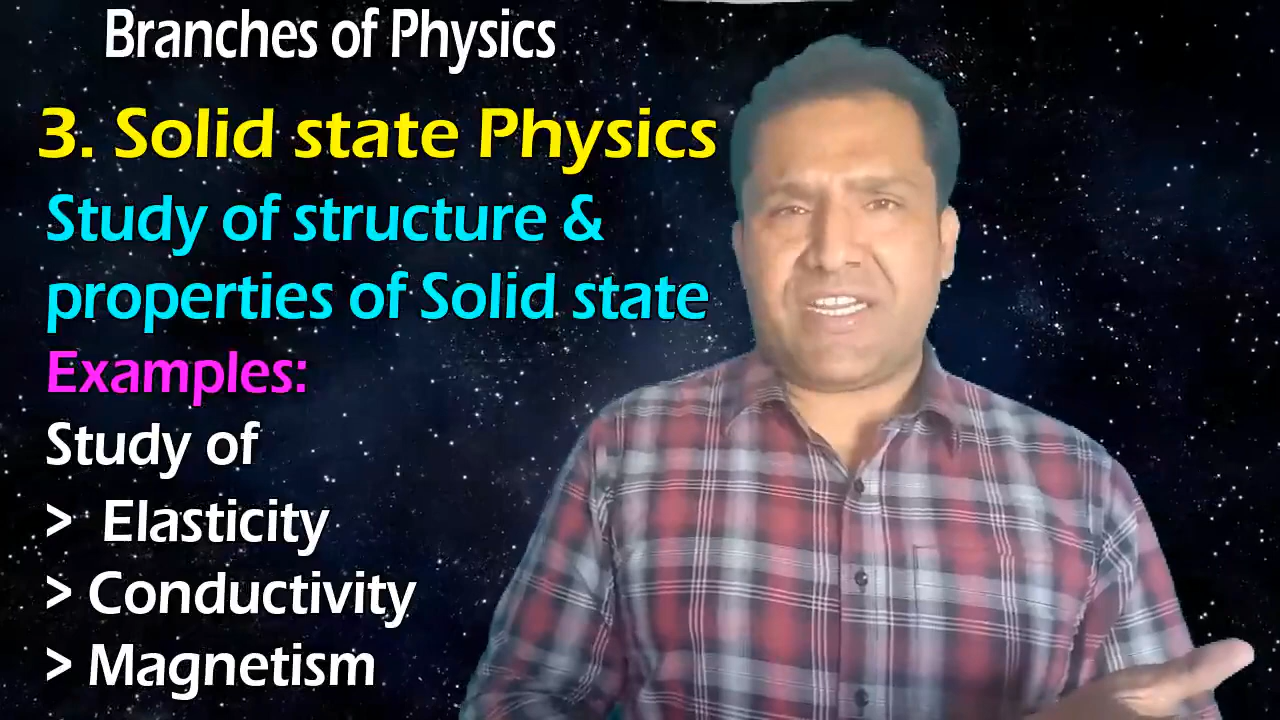 Branches of Physics
3. Solid state Physics
Study of structure &
properties of Solid state
Examples:
Study of
> Elasticity
> Conductivity
> Magnetism